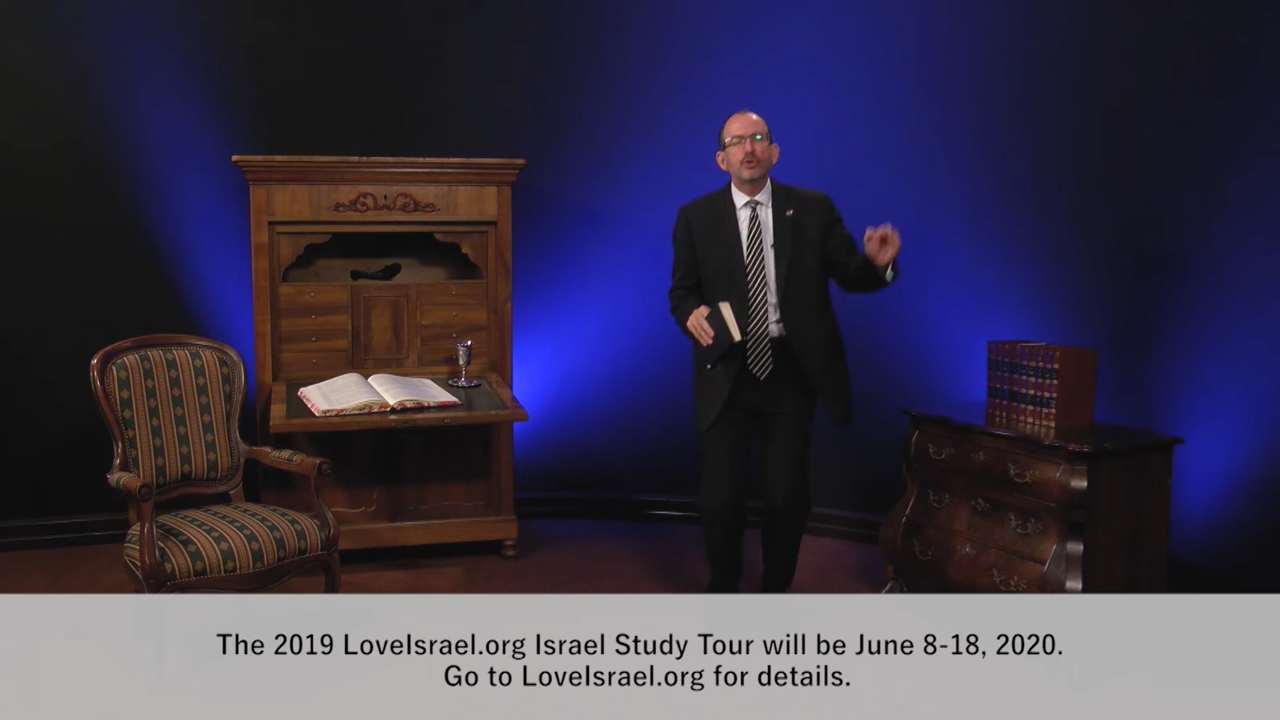 The 2019 LoveIsrael.org Israel Study Tour will be June 8-18, 2020.
Go to LoveIsrael.org for details.